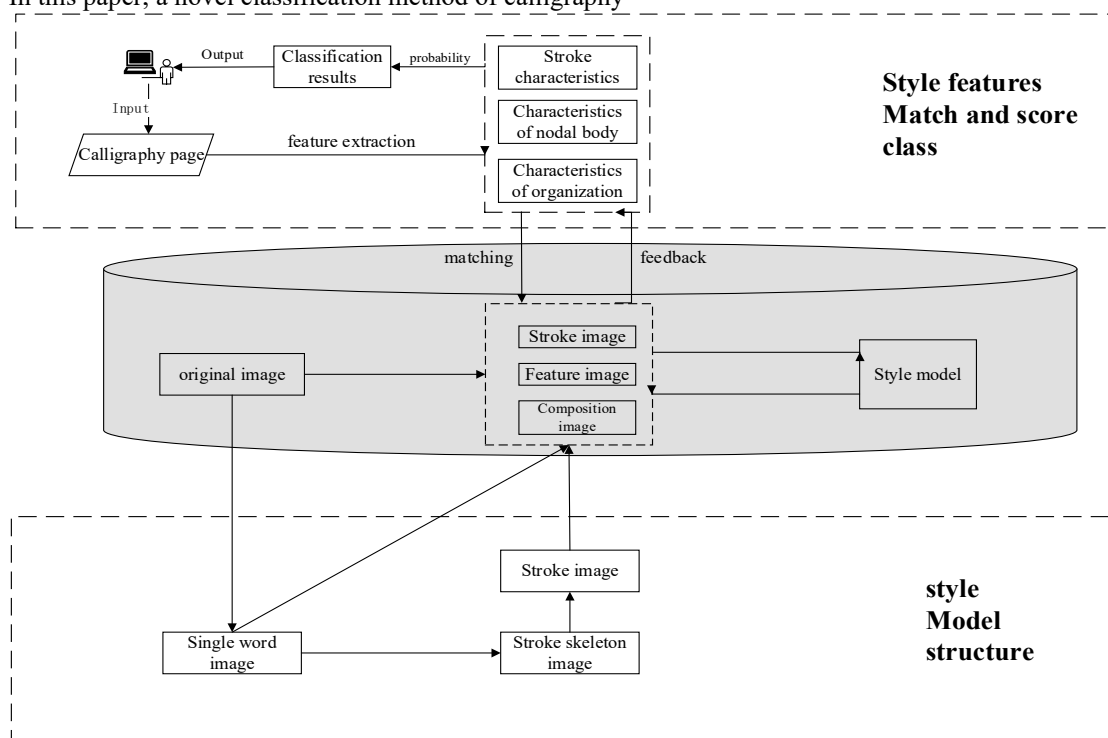 In this paper, a novel classification method of calligraphy
Output
Classification
results
probability
Stroke
characteristics
Style features
Match and score
class
Input
Characteristics
of nodal body
Calligraphy page
feature extraction
Characteristics
of organization
matching
feedback
Stroke image
original image
Feature image
Style model
Composition
image
Stroke image
style
Model
structure
Single word
image
Stroke skeleton
image